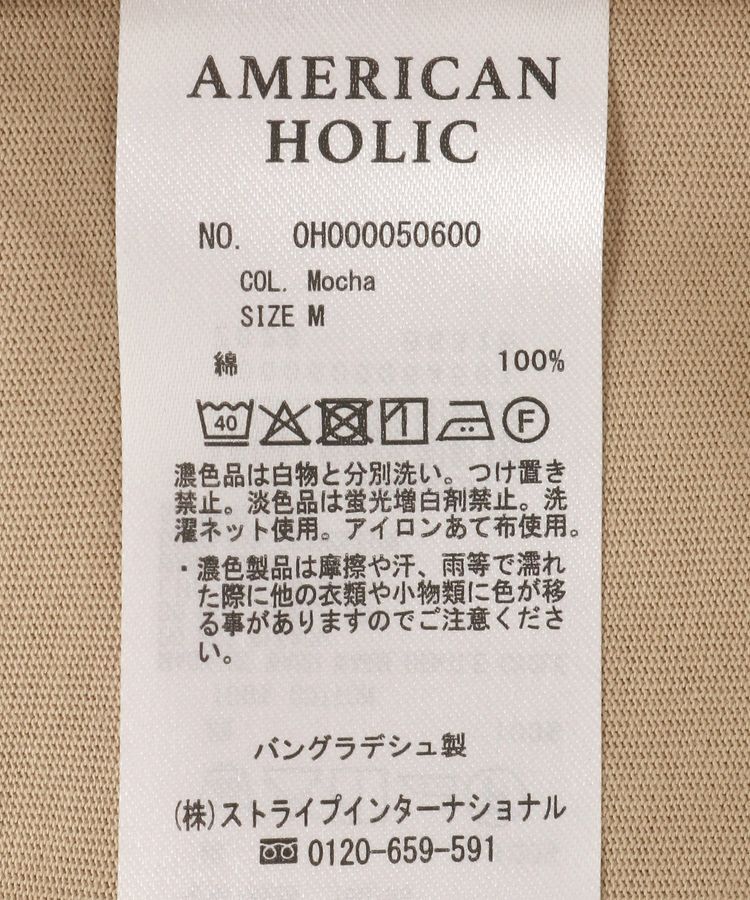 AMERICAN
HOLIC
NO. 0H000050600
COL. Mocha
SIZE M
綿 100%
40 F
濃色品は白物と分別洗い。つけ置き
禁止。淡色品は蛍光増白剤禁止。洗
濯ネット使用。アイロンあて布使用。
・濃色製品は摩擦や汗、雨等で濡れ
た際に他の衣類や小物類に色が移
る事がありますのでご注意くださ
い。
バングラデシュ製
(株)ストライプインターナショナル
0120-659-591